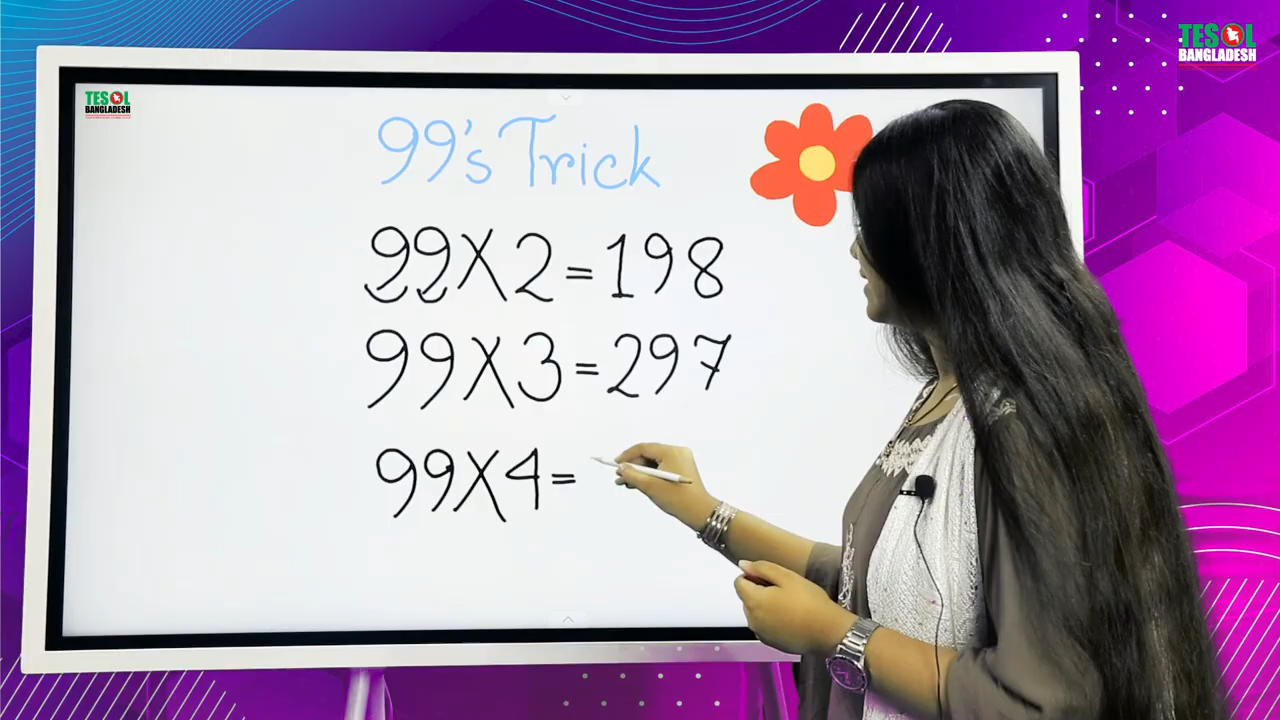 TESOL
BANGLADESH
TESOL
BANGLADESH
99's Trick
99X2=198
99X3=297
99X4=